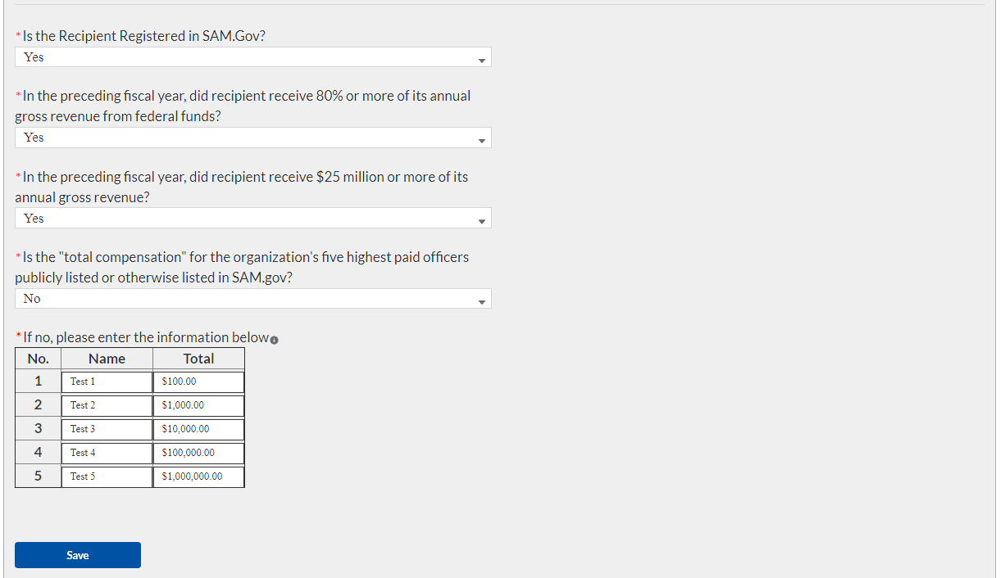 *Is the Recipient Registered in SAM.Gov?
Yes
*In the preceding fiscal year, did recipient receive 80% or more of its annual
gross revenue from federal funds?
Yes
*In the preceding fiscal year, did recipient receive $25 million or more of its
annual gross revenue?
Yes
*Is the "total compensation" for the organization's five highest paid officers
publicly listed or otherwise listed in SAM.gov?
No
*If no, please enter the information below
No. Name Total
1 Test 1 $100.00
2 Test 2 $1,000.00
3 Test 3 $10,000.00
4 Test 4 $100,000.00
5 Test 5 $1,000,000.00
Save